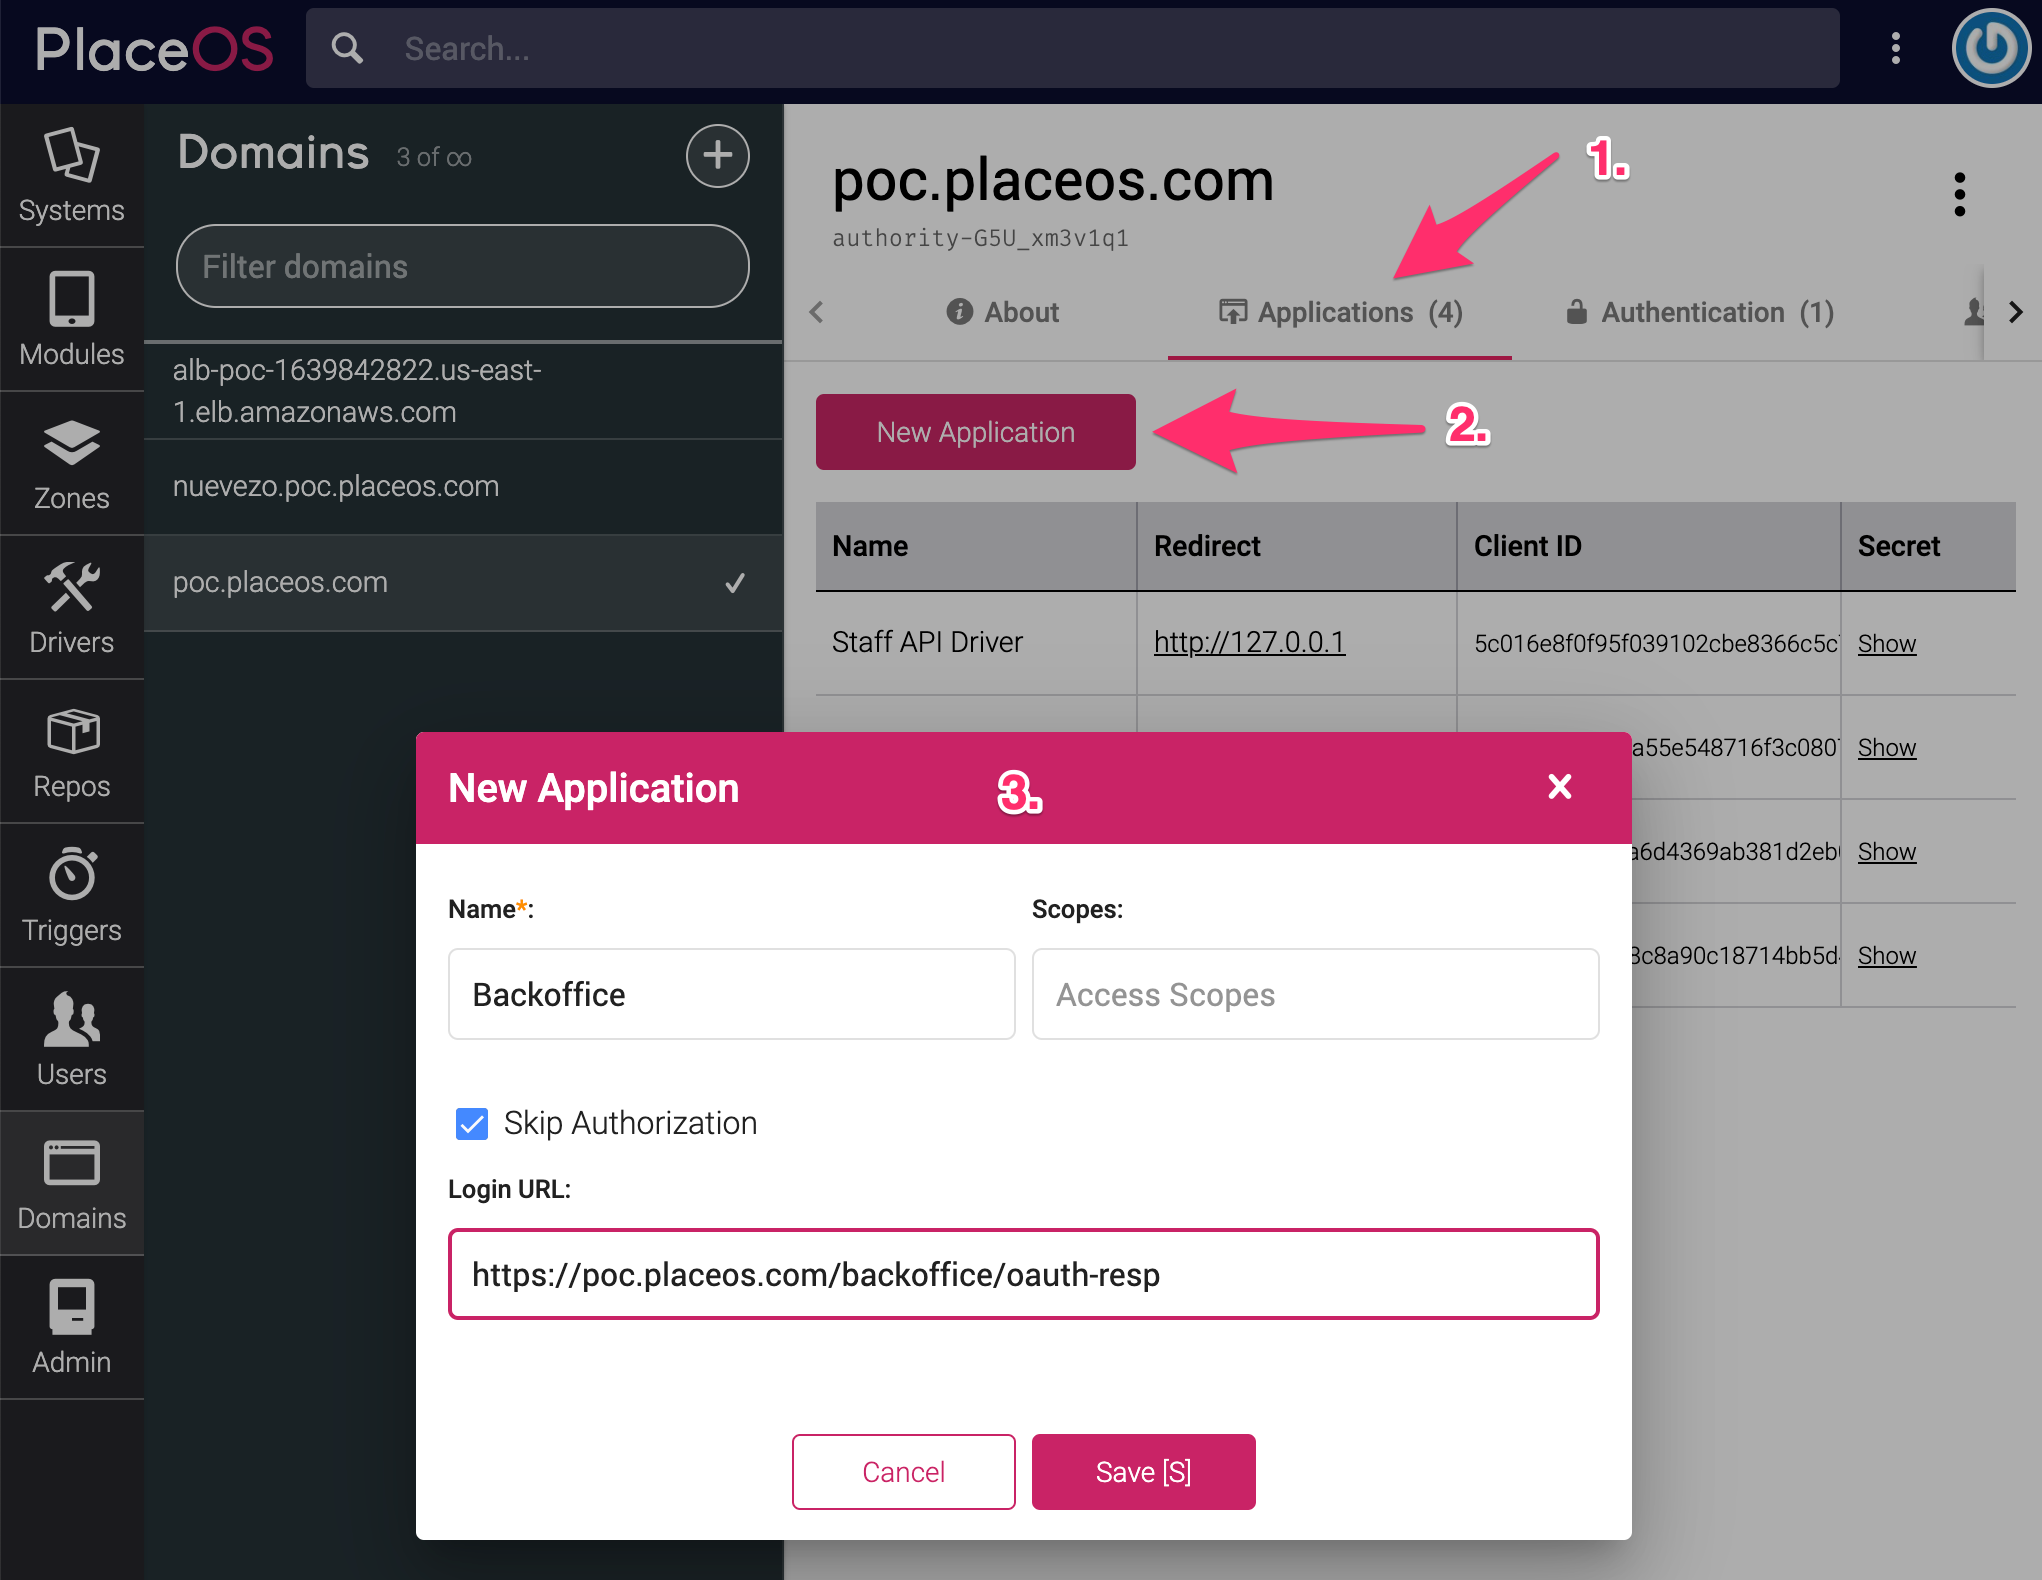 PlaceOS
Search...
Systems
Modules
Zones
Drivers
Repos
Triggers
Users
Domains
Admin
Domains 3 of ∞
Filter domains
alb-poc-1639842822.us-east-
1.elb.amazonaws.com
nuevezo.poc.placeos.com
poc.placeos.com
poc.placeos.com
authority-G5U_xm3v1q1
1.
About
Applications (4)
Authentication (1)
New Application
2.
Name Redirect Client ID Secret
Staff API Driver http://127.0.0.1 5c016e8f0f95f039102cbe8366c5c Show
a55e548716f3c080 Show
a6d4369ab381d2eb Show
8c8a90c18714bb5d Show
New Application
3.
Name*: Scopes:
Backoffice Access Scopes
Skip Authorization
Login URL:
https://poc.placeos.com/backoffice/oauth-resp
Cancel Save [S]